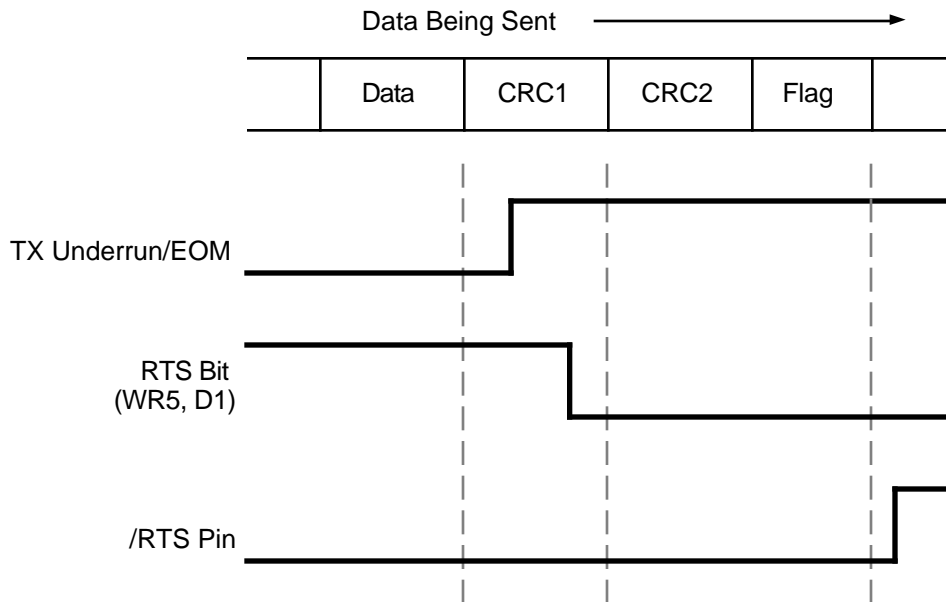 Data Being Sent
Data
CRC1
CRC2
Flag
TX Underrun/EOM
RTS Bit
(WR5, D1)
/RTS Pin